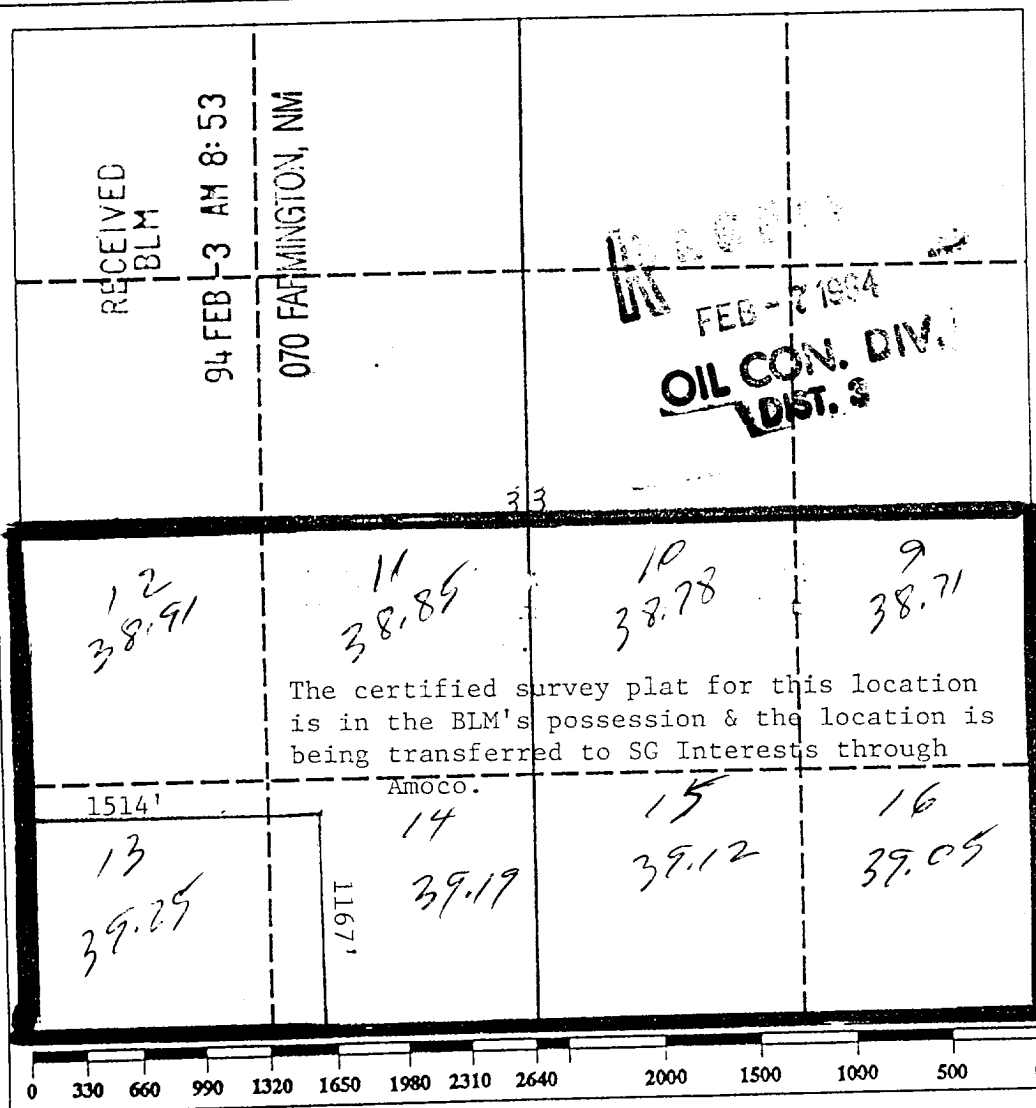 RECEIVED
BLM
94 FEB -3 AM 8:53
070 FARMINGTON, NM
FEB - 7 1994
OIL CON. DIV.
DIST. 3
33
12
38.91
11
38.85
10
38.78
9
38.71
The certified survey plat for this location
is in the BLM's possession & the location is
being transferred to SG Interests through
Amoco.
1514'
13
39.25
1167'
14
39.19
15
39.12
16
39.05
0 330 660 990 1320 1650 1980 2310 2640 2000 1500 1000 500